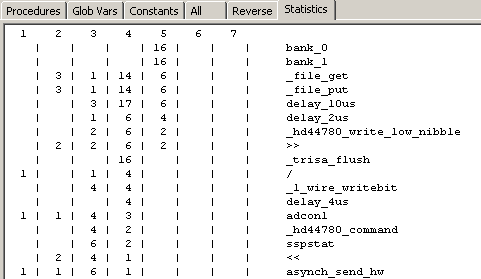 Procedures Glob Vars Constants All Reverse Statistics
1 2 3 4 5 6 7
| | | | 16 | | | bank_0
| | | | 16 | | | bank_1
| 3 | 1 | 14 | 6 | | | _file_get
| 3 | 1 | 14 | 6 | | | _file_put
| | 3 | 17 | 6 | | | delay_10us
| | 1 | 6 | 4 | | | delay_2us
| | 2 | 6 | 2 | | | _hd44780_write_low_nibble
| 2 | 2 | 6 | 2 | | | >>
| | | 16 | | | | _trisa_flush
1 | | 1 | 4 | | | | /
| | 4 | 4 | | | | _1_wire_writebit
| | | 4 | | | | delay_4us
1 | 1 | 4 | 3 | | | | adcon1
| | 4 | 2 | | | | _hd44780_command
| | 6 | 2 | | | | sspstat
| 2 | 4 | 1 | | | | <<
1 | 1 | 6 | 1 | | | | asynch_send_hw